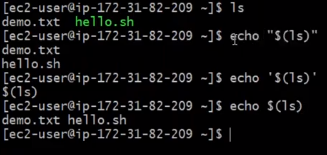 [ec2-user@ip-172-31-82-209 ~]$ ls
demo.txt  hello.sh
[ec2-user@ip-172-31-82-209 ~]$ echo "$(ls)"
demo.txt
hello.sh
[ec2-user@ip-172-31-82-209 ~]$ echo '$(ls)'
$(ls)
[ec2-user@ip-172-31-82-209 ~]$ echo $(ls)
demo.txt hello.sh
[ec2-user@ip-172-31-82-209 ~]$